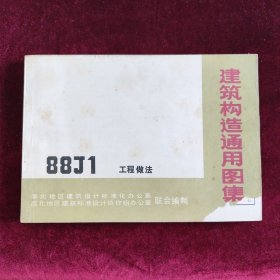 建筑构造通用图集
88J1 工程做法
华北地区建筑设计标准化办公室
西北地区建筑标准设计协作组办公室
联合编制